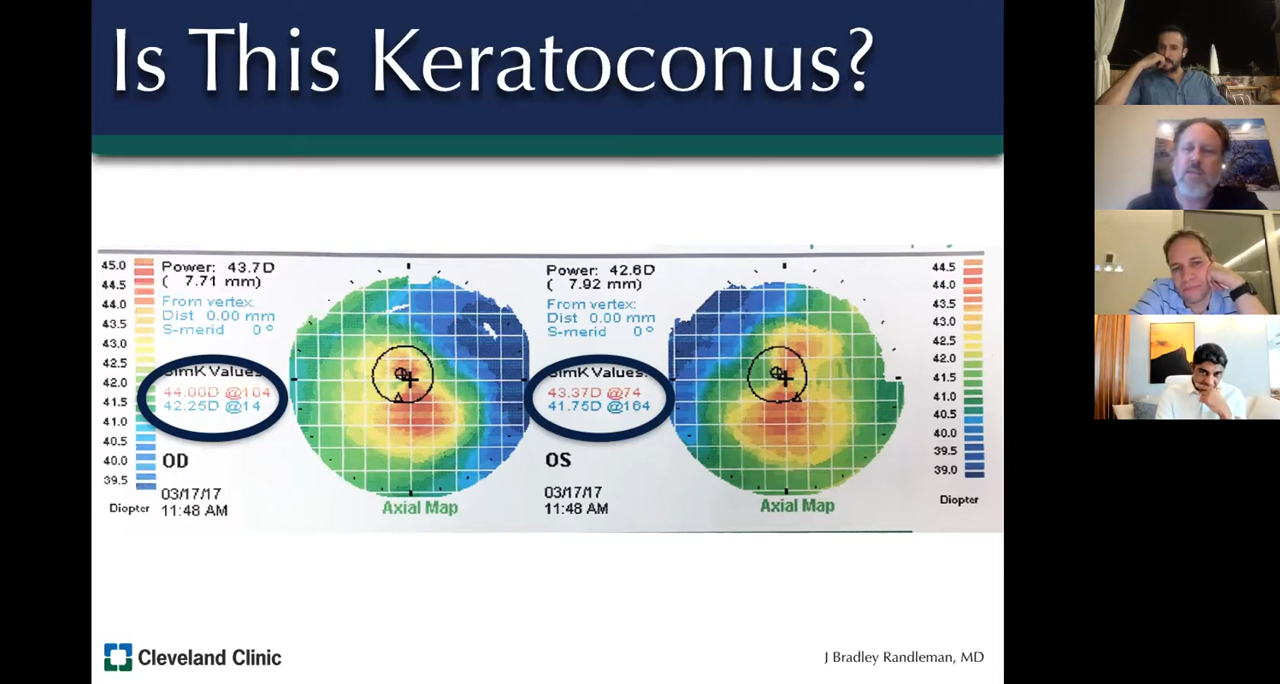 Is This Keratoconus?
45.0
44.5
44.0
43.5
43.0
42.5
42.0
41.5
41.0
40.5
40.0
39.5
Diopter
Power: 43.7D
( 7.71 mm)
From vertex:
Dist 0.00 mm
S-merid 0°
SimK Values:
44.00D @104
42.25D @14
OD
03/17/17
11:48 AM
Axial Map
Power: 42.6D
( 7.92 mm)
From vertex:
Dist 0.00 mm
S-merid 0°
SimK Values:
43.37D @74
41.75D @164
OS
03/17/17
11:48 AM
Axial Map
44.5
44.0
43.5
43.0
42.5
42.0
41.5
41.0
40.5
40.0
39.5
39.0
Diopter
Cleveland Clinic
J Bradley Randleman, MD